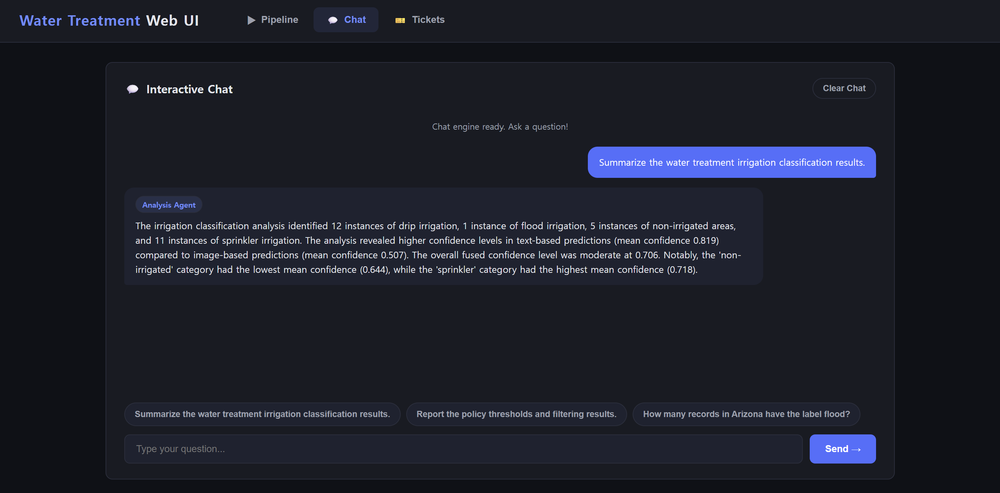 Water Treatment Web UI
Pipeline
Chat
Tickets
Interactive Chat
Clear Chat
Chat engine ready. Ask a question!
Summarize the water treatment irrigation classification results.
Analysis Agent
The irrigation classification analysis identified 12 instances of drip irrigation, 1 instance of flood irrigation, 5 instances of non-irrigated areas,
and 11 instances of sprinkler irrigation. The analysis revealed higher confidence levels in text-based predictions (mean confidence 0.819)
compared to image-based predictions (mean confidence 0.507). The overall fused confidence level was moderate at 0.706. Notably, the 'non-
irrigated' category had the lowest mean confidence (0.644), while the 'sprinkler' category had the highest mean confidence (0.718).
Summarize the water treatment irrigation classification results.
Report the policy thresholds and filtering results.
How many records in Arizona have the label flood?
Type your question...
Send →